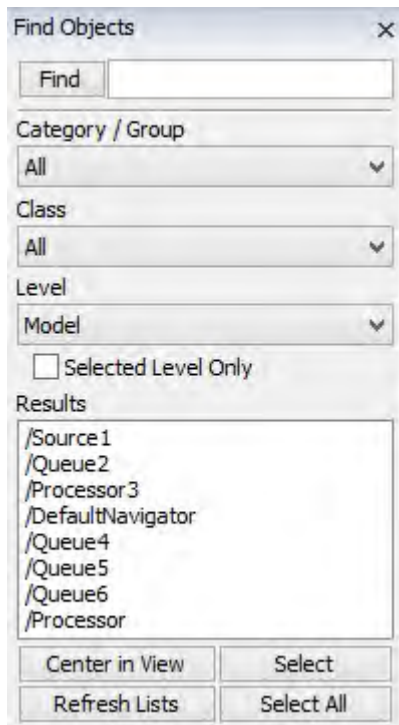 Find Objects
Find
Category / Group
All
Class
All
Level
Model
Selected Level Only
Results
/Source1
/Queue2
/Processor3
/DefaultNavigator
/Queue4
/Queue5
/Queue6
/Processor
Center in View Select
Refresh Lists Select All